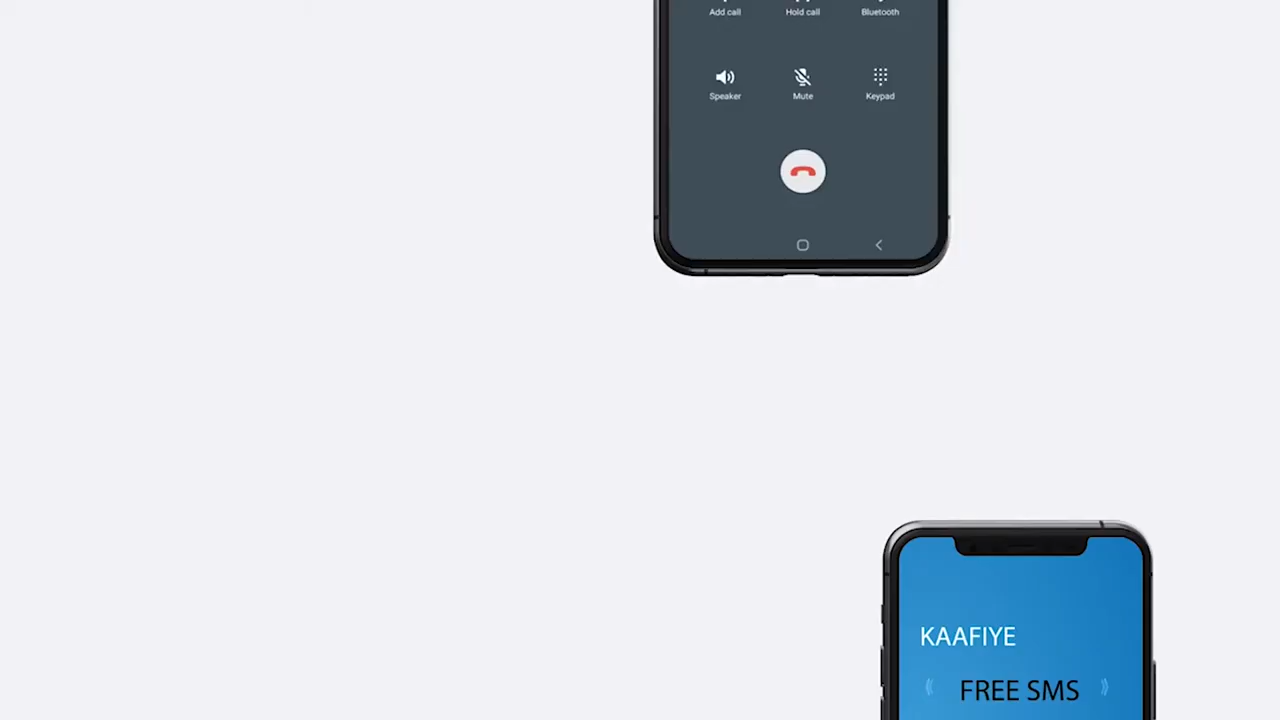 Add call Hold call Bluetooth
Speaker Mute Keypad
KAAFIYE
FREE SMS